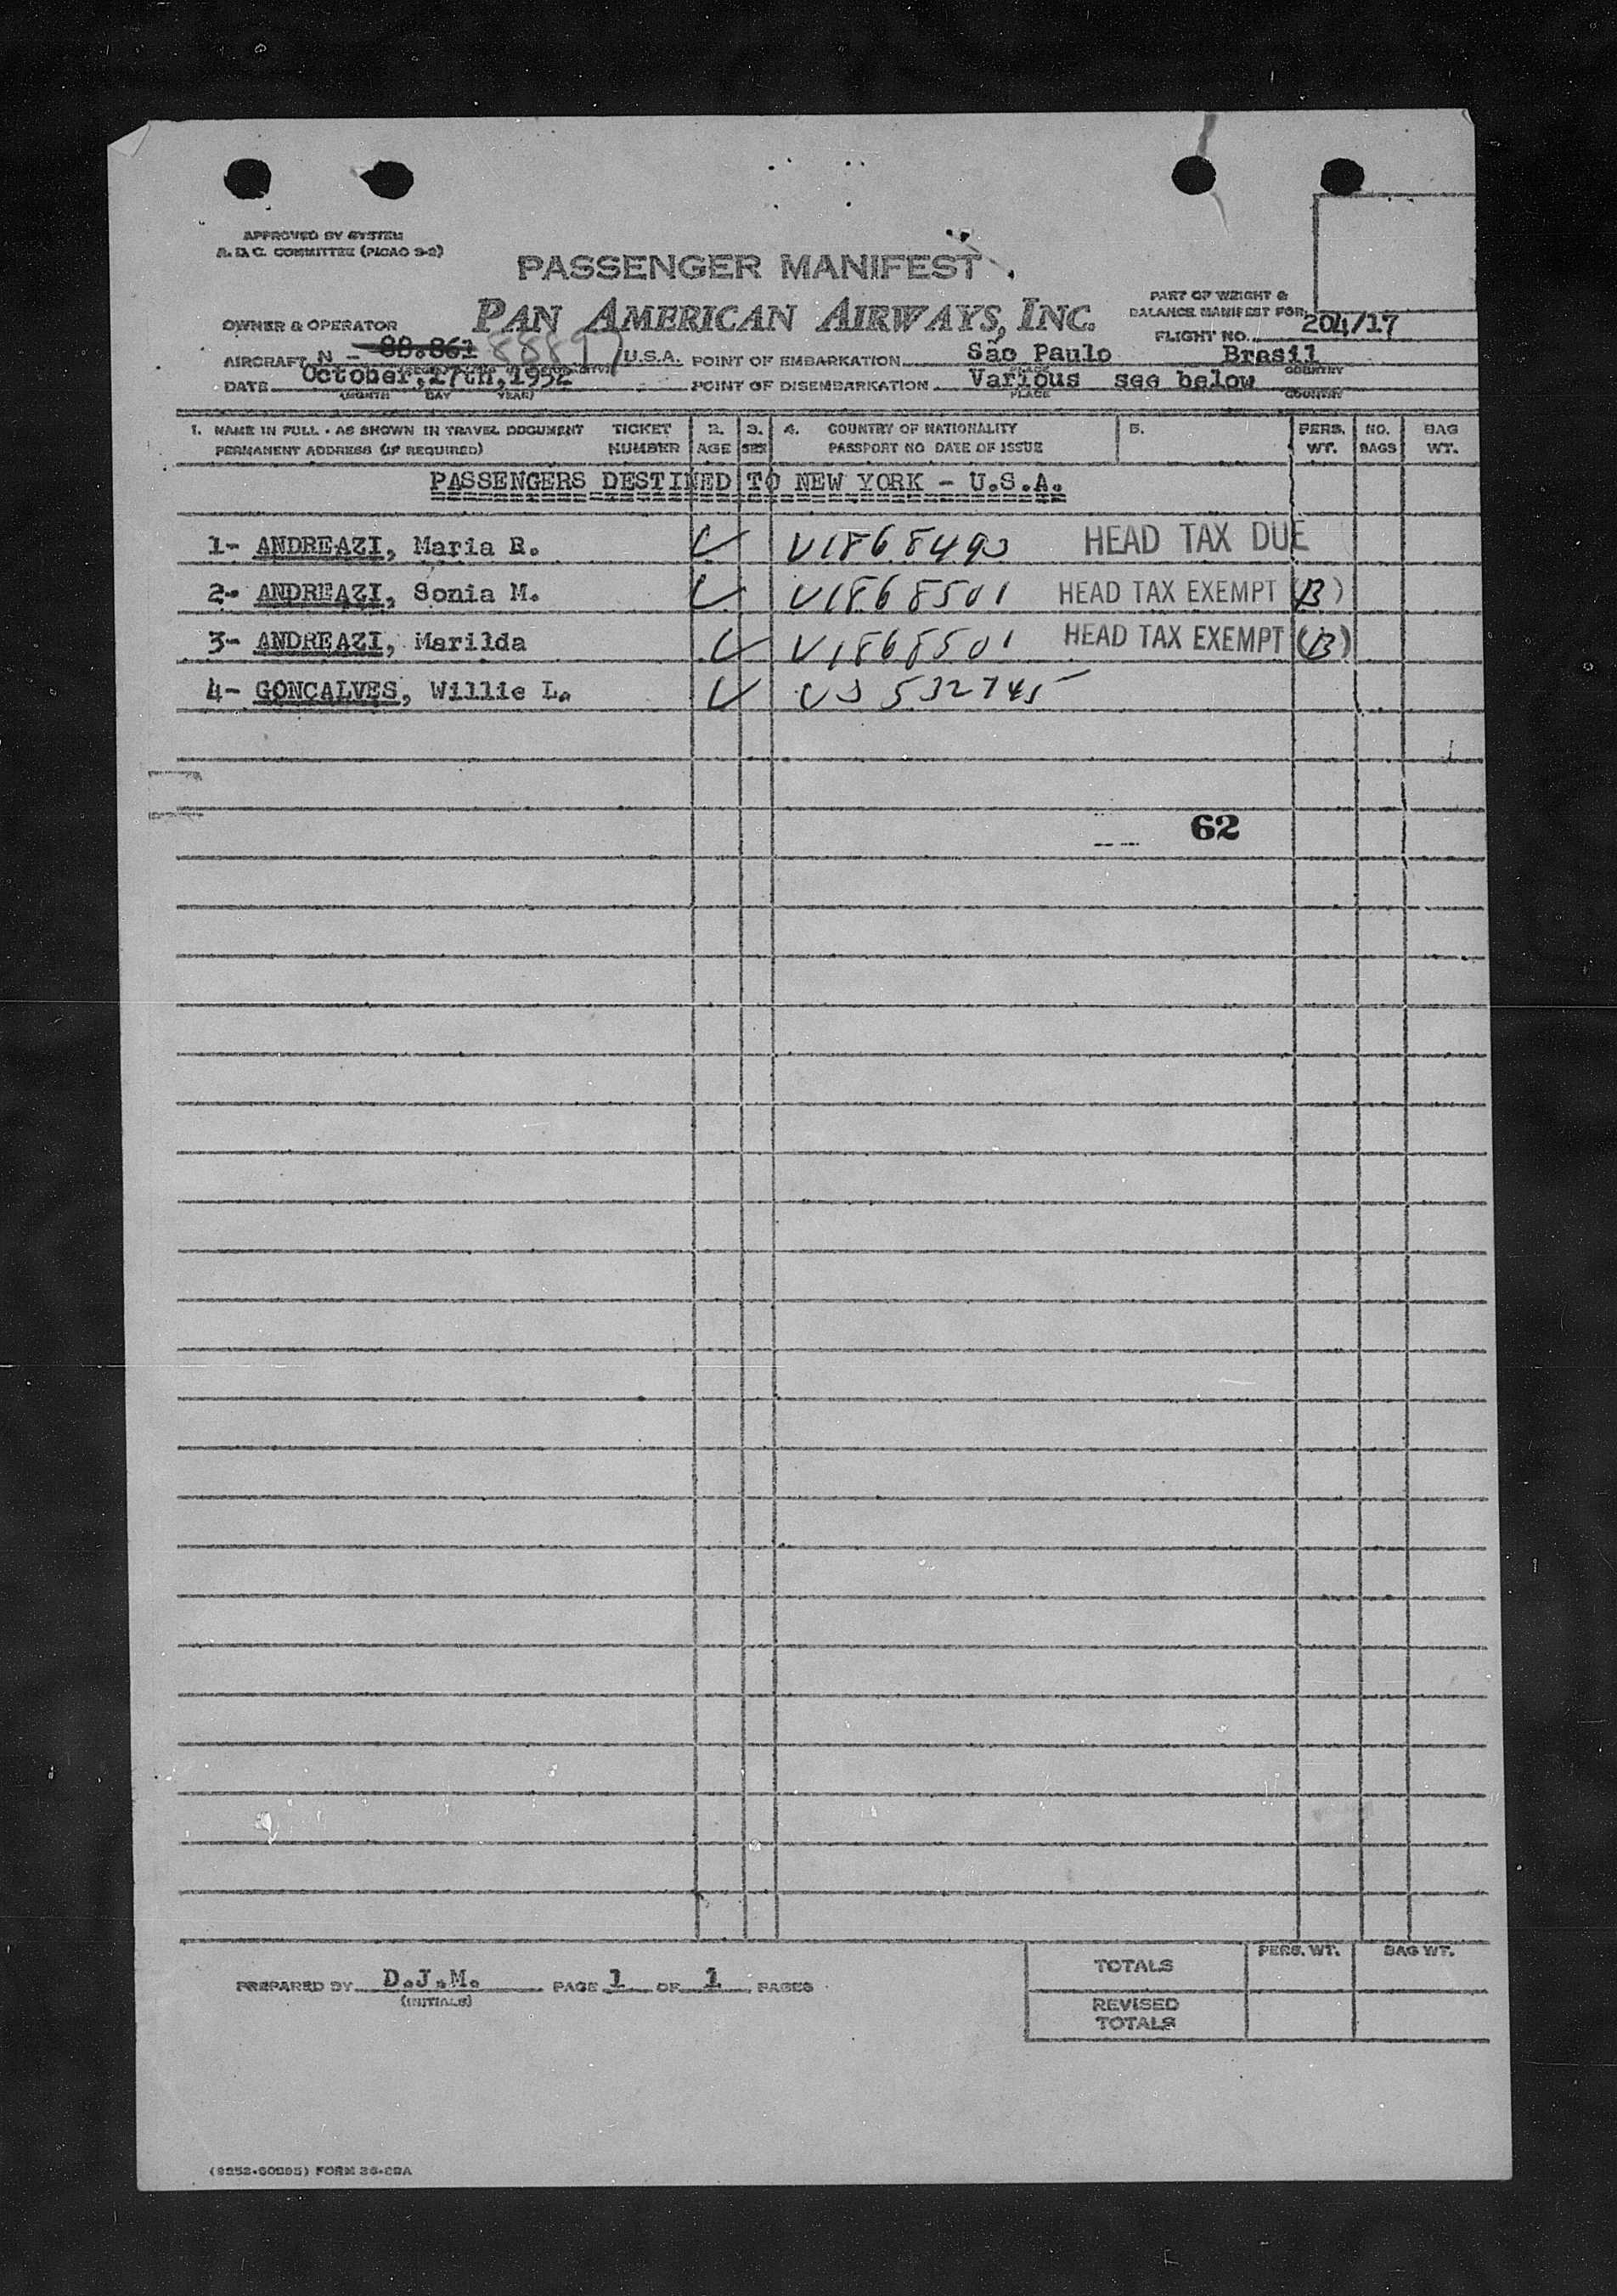 APPROVED BY SYSTEM
A. D. C. COMMITTEE (PICAO 9-2)
PASSENGER MANIFEST
PAN AMERICAN AIRWAYS, INC.
PART OF WEIGHT &
BALANCE MANIFEST FOR
OWNER & OPERATOR
FLIGHT NO. 204/17
AIRCRAFT N - 88.861 U.S.A. POINT OF EMBARKATION São Paulo Brasil
DATE October,17th,1952 POINT OF DISEMBARKATION Various see below
(MONTH DAY YEAR) PLACE COUNTRY
1. NAME IN FULL - AS SHOWN IN TRAVEL DOCUMENT TICKET 2. 3. 4. COUNTRY OF NATIONALITY 5. PERS. NO. BAG
PERMANENT ADDRESS (IF REQUIRED) NUMBER AGE SEX PASSPORT NO DATE OF ISSUE WT. BAGS WT.
PASSENGERS DESTINED TO NEW YORK - U.S.A.
1- ANDREAZI, Maria R. HEAD TAX DUE
2- ANDREAZI, Sonia M. V1868501 HEAD TAX EXEMPT (B)
3- ANDREAZI, Marilda V1868501 HEAD TAX EXEMPT (B)
4- GONCALVES, Willie L. 532745
62
PERS. WT. BAG WT.
TOTALS
PREPARED BY D.J.M. PAGE 1 OF 1 PAGES
(INITIALS)
REVISED
TOTALS